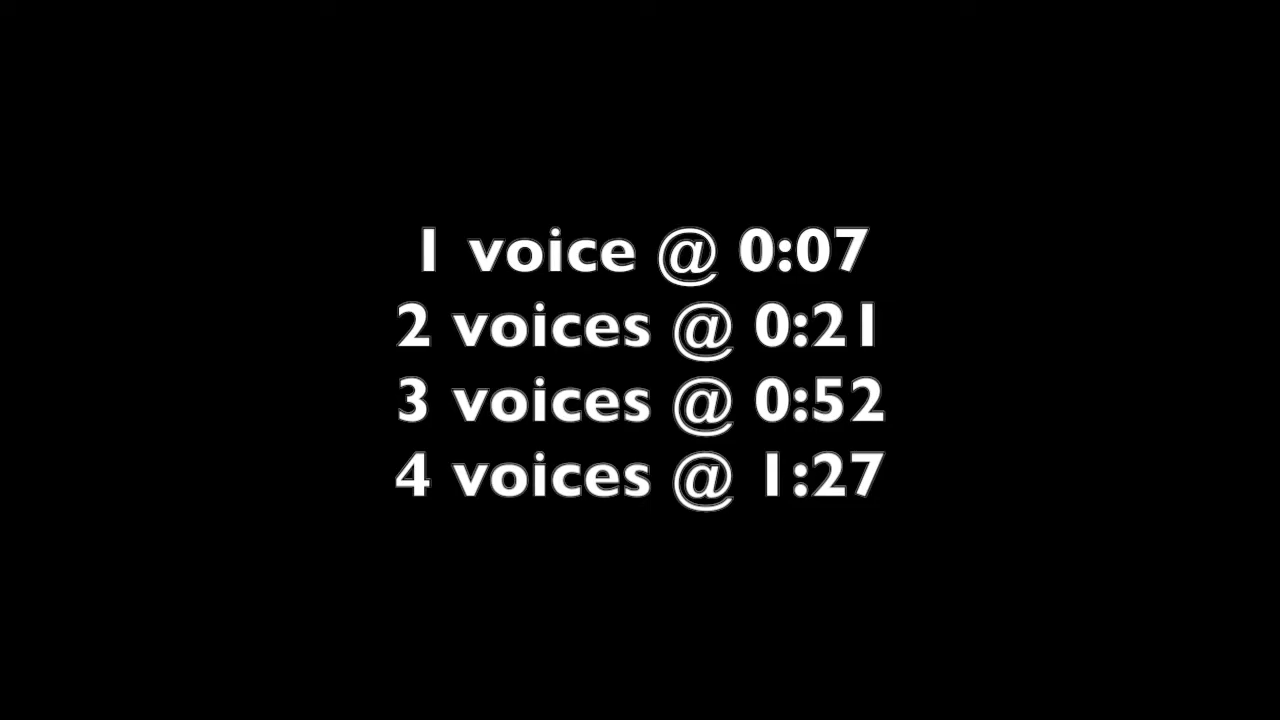 1 voice @ 0:07
2 voices @ 0:21
3 voices @ 0:52
4 voices @ 1:27